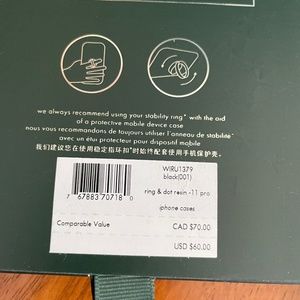 we always recommend using your stability ring™ with the aid
of a protective mobile device case
nous vous recommandons de toujours utiliser l'anneau de stabilité™
avec un étui protecteur pour dispositif mobile
我们建议您在使用稳定指环扣™时始终配套使用手机保护壳。
WIRU1379
black(001)
7 67883 70718 0
ring & dot resin -11 pro
iphone cases
Comparable Value
CAD $70.00
USD $60.00